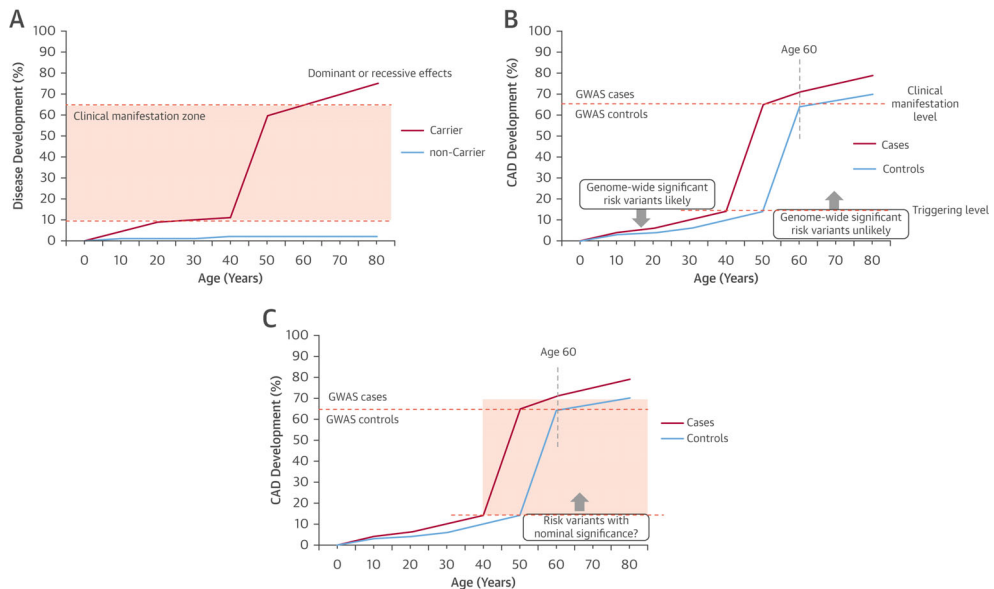 A
Disease Development (%)
100
90
80
70
60
50
40
30
20
10
0
Dominant or recessive effects
Clinical manifestation zone
Carrier
non-Carrier
0 10 20 30 40 50 60 70 80
Age (Years)
B
CAD Development (%)
100
90
80
70
60
50
40
30
20
10
0
Age 60
GWAS cases
GWAS controls
Clinical
manifestation
level
Cases
Controls
Genome-wide significant
risk variants likely
Triggering level
Genome-wide significant
risk variants unlikely
0 10 20 30 40 50 60 70 80
Age (Years)
C
CAD Development (%)
100
90
80
70
60
50
40
30
20
10
0
Age 60
GWAS cases
GWAS controls
Cases
Controls
Risk variants with
nominal significance?
0 10 20 30 40 50 60 70 80
Age (Years)